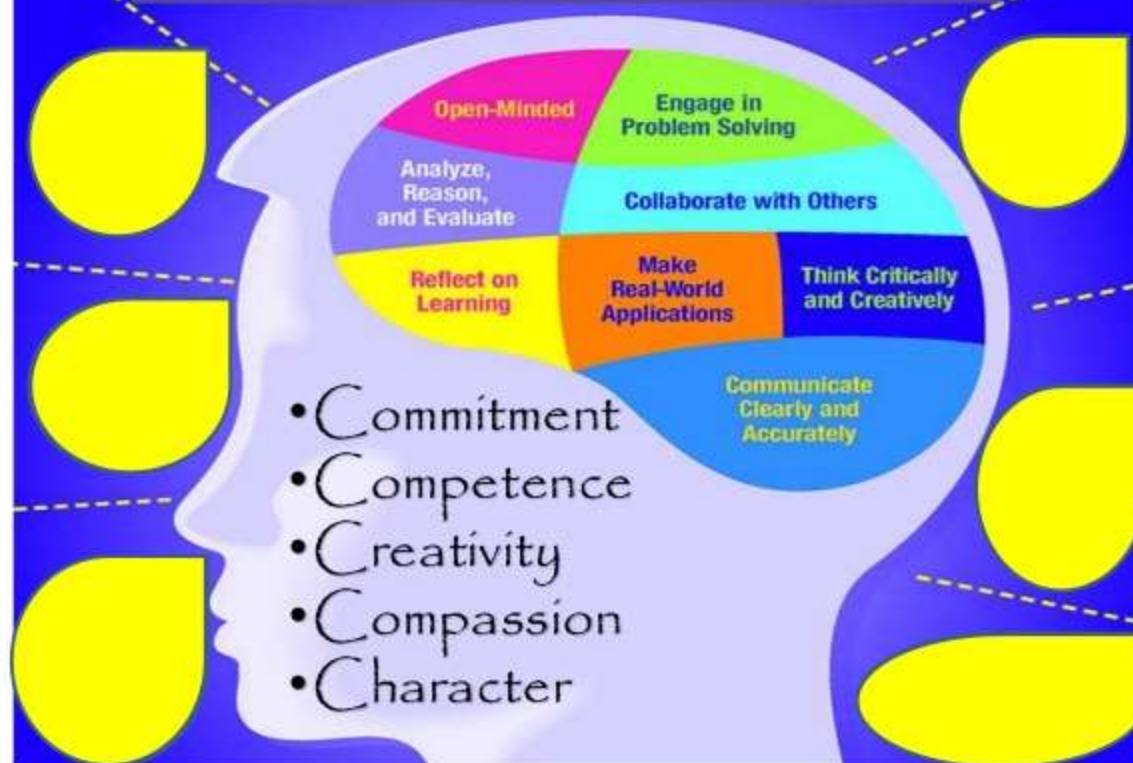 Open-Minded
Engage in
Problem Solving
Analyze,
Reason,
and Evaluate
Collaborate with Others
Reflect on
Learning
Make
Real-World
Applications
Think Critically
and Creatively
Communicate
Clearly and
Accurately
•Commitment
•Competence
•Creativity
•Compassion
•Character